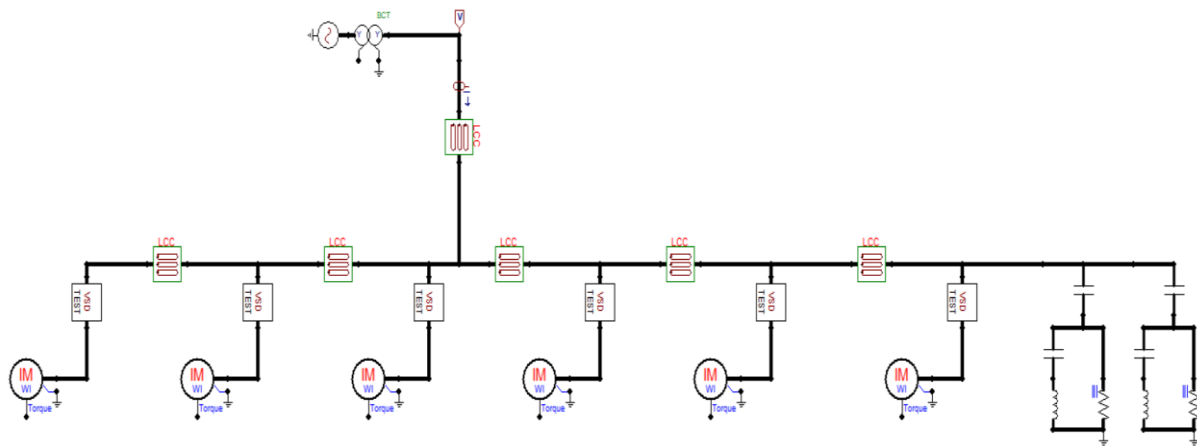 BCT
Y Y
V
I
LCC
LCC
LCC
LCC
LCC
LCC
VSD
TEST
VSD
TEST
VSD
TEST
VSD
TEST
VSD
TEST
VSD
TEST
IM
WI
Torque
IM
WI
Torque
IM
WI
Torque
IM
WI
Torque
IM
WI
Torque
IM
WI
Torque